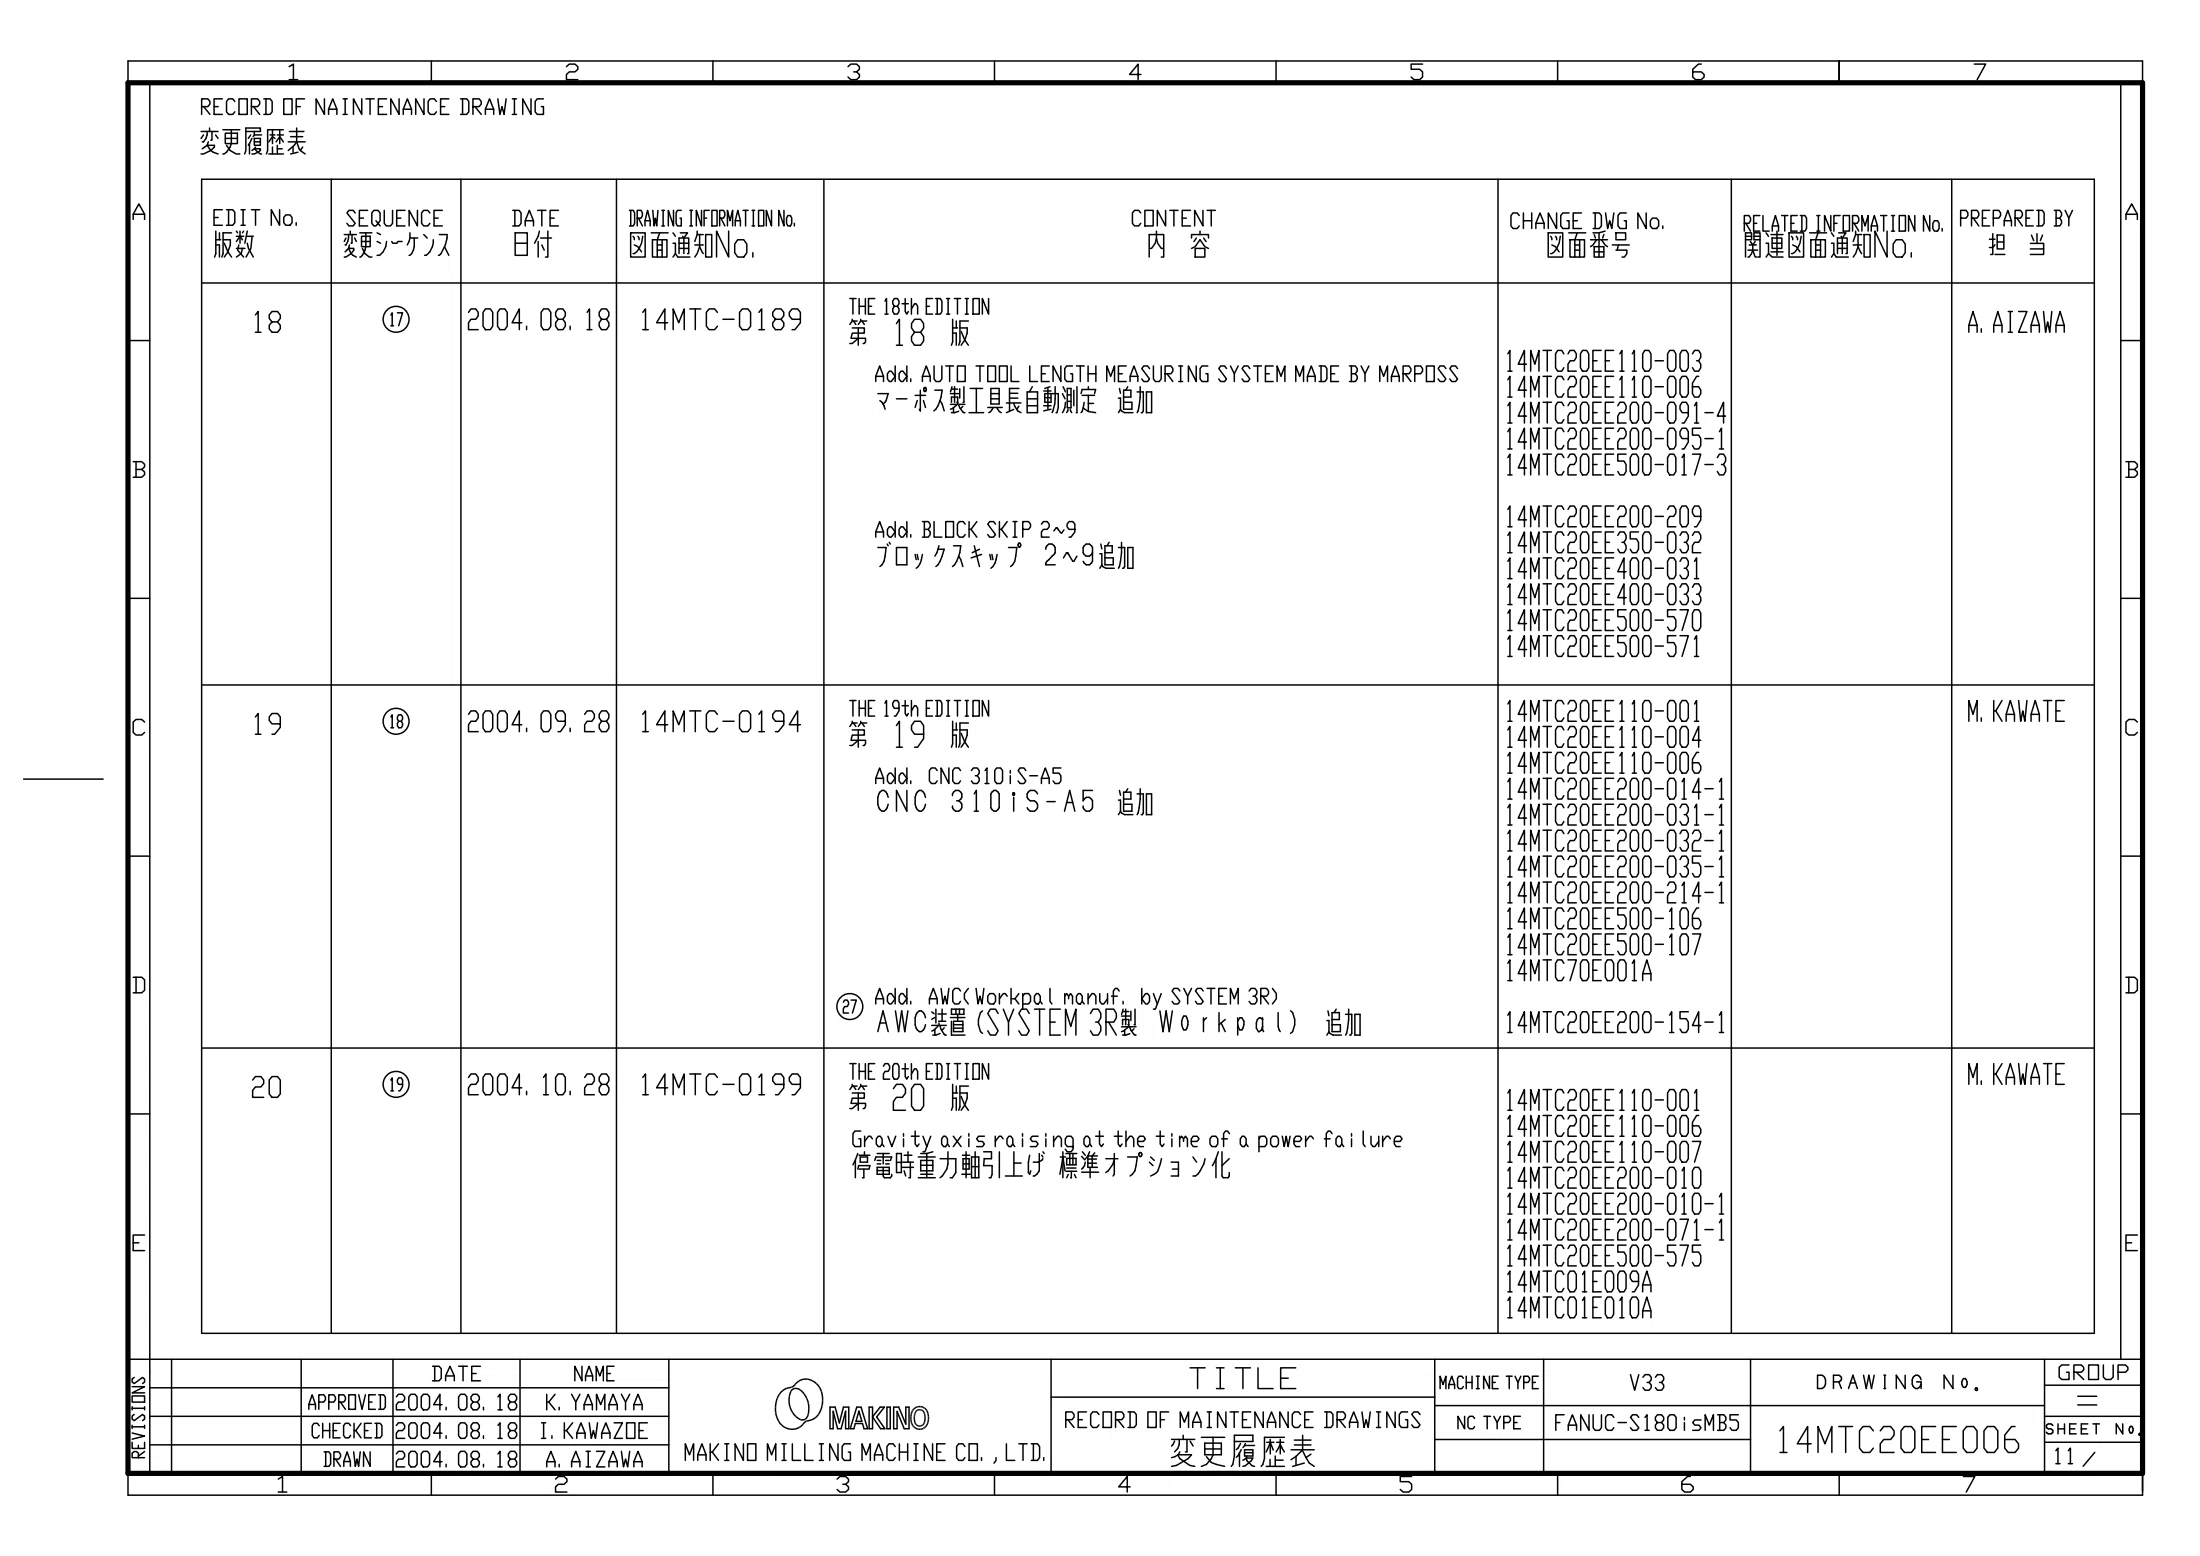 1 2 3 4 5 6 7
RECORD OF NAINTENANCE DRAWING
変更履歴表
EDIT No. SEQUENCE DATE DRAWING INFORMATION No. CONTENT CHANGE DWG No. RELATED INFORMATION No. PREPARED BY
版数 変更シーケンス 日付 図面通知No. 内 容 図面番号 関連図面通知No. 担 当
A A
18 ⑰ 2004.08.18 14MTC-0189 THE 18th EDITION A. AIZAWA
第 18 版
14MTC20EE110-003
Add. AUTO TOOL LENGTH MEASURING SYSTEM MADE BY MARPOSS 14MTC20EE110-006
マーポス製工具長自動測定 追加 14MTC20EE200-091-4
14MTC20EE200-095-1
B 14MTC20EE500-017-3 B
14MTC20EE200-209
Add. BLOCK SKIP 2~9 14MTC20EE350-032
ブロックスキップ 2~9追加 14MTC20EE400-031
14MTC20EE400-033
14MTC20EE500-570
14MTC20EE500-571
19 ⑱ 2004.09.28 14MTC-0194 THE 19th EDITION 14MTC20EE110-001 M. KAWATE
C 第 19 版 14MTC20EE110-004 C
14MTC20EE110-006
Add. CNC 310iS-A5 14MTC20EE200-014-1
CNC 310iS-A5 追加 14MTC20EE200-031-1
14MTC20EE200-032-1
14MTC20EE200-035-1
14MTC20EE200-214-1
14MTC20EE500-106
14MTC20EE500-107
14MTC70E001A
D D
㉗ Add. AWC(Workpal manuf. by SYSTEM 3R)
AWC装置(SYSTEM 3R製 Workpal) 追加 14MTC20EE200-154-1
20 ⑲ 2004.10.28 14MTC-0199 THE 20th EDITION M. KAWATE
第 20 版 14MTC20EE110-001
14MTC20EE110-006
Gravity axis raising at the time of a power failure 14MTC20EE110-007
停電時重力軸引上げ 標準オプション化 14MTC20EE200-010
14MTC20EE200-010-1
14MTC20EE200-071-1
E 14MTC20EE500-575 E
14MTC01E009A
14MTC01E010A
REVISIONS
DATE NAME
APPROVED 2004.08.18 K. YAMAYA
CHECKED 2004.08.18 I. KAWAZOE
DRAWN 2004.08.18 A. AIZAWA
MAKINO
MAKINO MILLING MACHINE CO.,LTD.
TITLE
RECORD OF MAINTENANCE DRAWINGS
変更履歴表
MACHINE TYPE V33
NC TYPE FANUC-S180isMB5
DRAWING No.
14MTC20EE006
GROUP
=
SHEET No.
11/
1 2 3 4 5 6 7